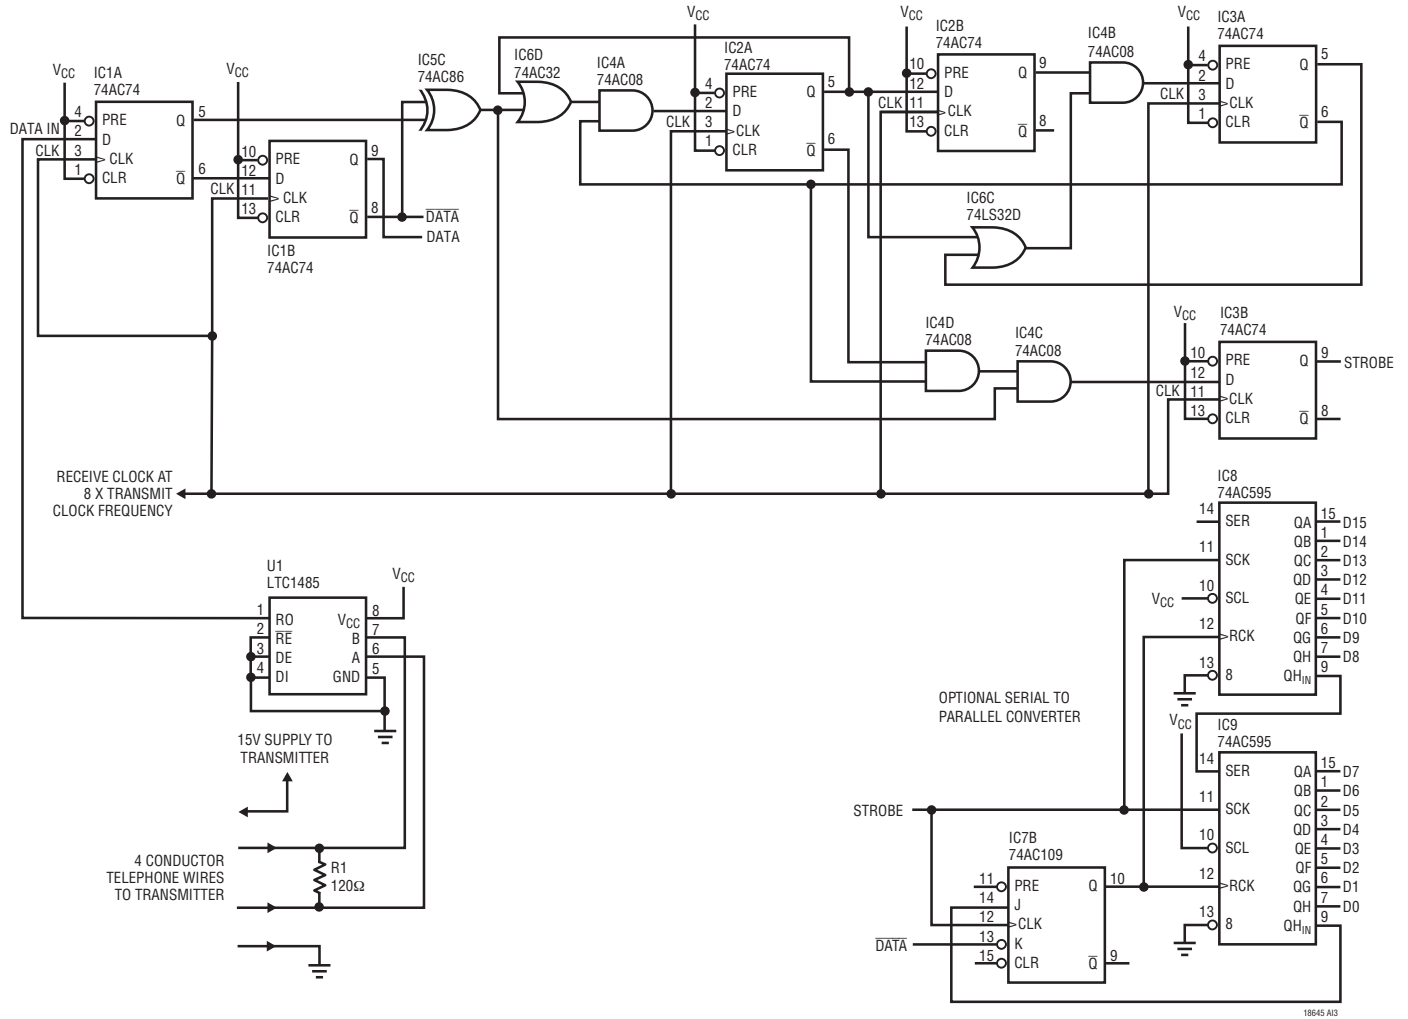 VCC
IC1A
74AC74
4
PRE
5
Q
DATA IN
2
D
CLK
3
CLK
1
CLR
6
Q
VCC
10
PRE
9
Q
12
D
CLK
11
CLK
8
Q
13
CLR
IC1B
74AC74
DATA
DATA
IC5C
74AC86
IC6D
74AC32
IC4A
74AC08
VCC
IC2A
74AC74
4
PRE
5
Q
2
D
CLK
3
CLK
6
Q
1
CLR
VCC
IC2B
74AC74
10
PRE
9
Q
12
D
CLK
11
CLK
8
Q
13
CLR
IC4B
74AC08
VCC
IC3A
74AC74
4
PRE
5
Q
2
D
CLK
3
CLK
6
Q
1
CLR
IC6C
74LS32D
IC4D
74AC08
IC4C
74AC08
VCC
IC3B
74AC74
10
PRE
9
Q
STROBE
12
D
CLK
11
CLK
8
Q
13
CLR
RECEIVE CLOCK AT
8 X TRANSMIT
CLOCK FREQUENCY
U1
LTC1485
VCC
1
RO
VCC
8
2
RE
B
7
3
DE
A
6
4
DI
GND
5
15V SUPPLY TO
TRANSMITTER
4 CONDUCTOR
TELEPHONE WIRES
TO TRANSMITTER
R1
120Ω
IC8
74AC595
14
SER
QA
15
D15
QB
1
D14
11
SCK
QC
2
D13
QD
3
D12
VCC
10
SCL
QE
4
D11
QF
5
D10
12
RCK
QG
6
D9
QH
7
D8
13
8
QHIN
9
OPTIONAL SERIAL TO
PARALLEL CONVERTER
VCC
IC9
74AC595
14
SER
QA
15
D7
QB
1
D6
11
SCK
QC
2
D5
QD
3
D4
10
SCL
QE
4
D3
QF
5
D2
12
RCK
QG
6
D1
QH
7
D0
13
8
QHIN
9
STROBE
IC7B
74AC109
11
PRE
Q
10
14
J
12
CLK
DATA
13
K
15
CLR
Q
9
18645 AI3